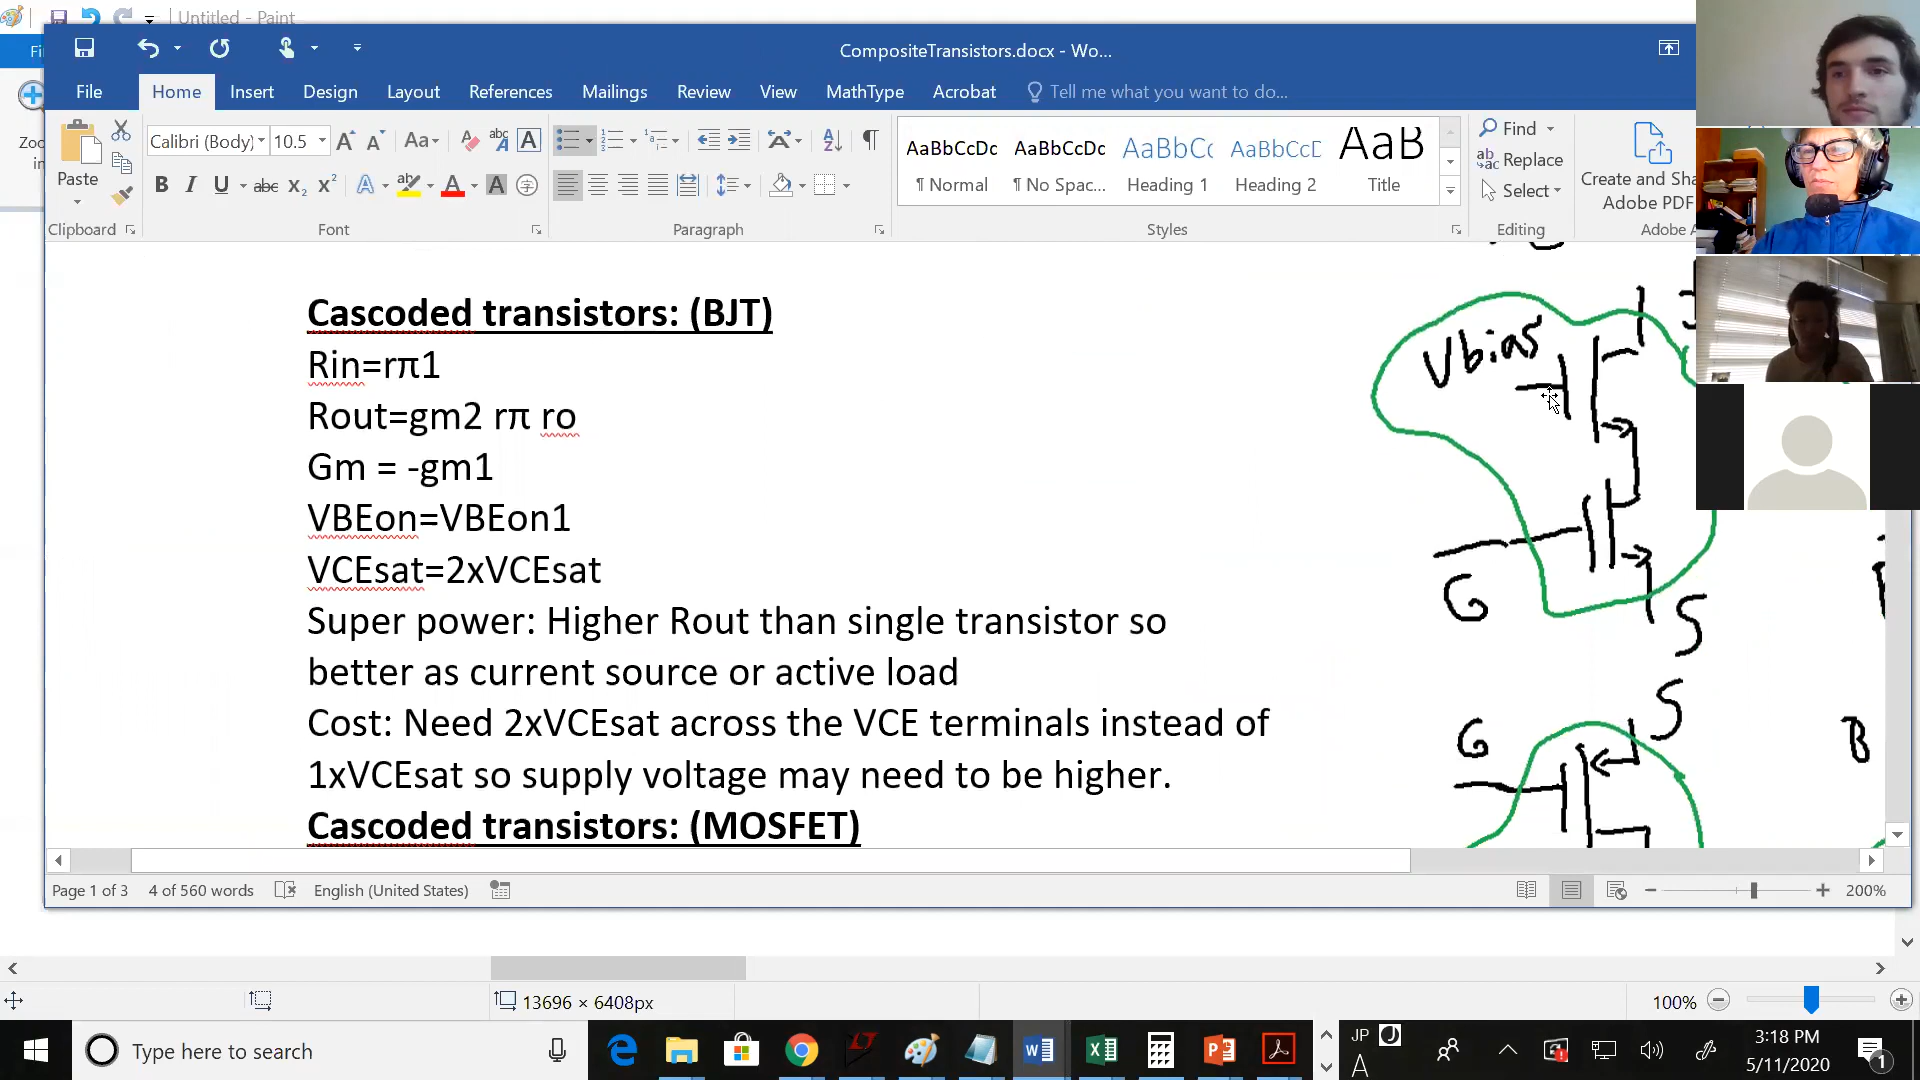 Untitled - Paint
CompositeTransistors.docx - Wo...
File Home Insert Design Layout References Mailings Review View MathType Acrobat Tell me what you want to do...
Calibri (Body) 10.5 Aa
Paste
AaBbCcDc AaBbCcDc AaBbCc AaBbCcD AaB
¶ Normal ¶ No Spac... Heading 1 Heading 2 Title
Find
Replace
Select
Create and Sha
Adobe PDF
Clipboard Font Paragraph Styles Editing Adobe A
Cascoded transistors: (BJT)
Rin=rπ1
Rout=gm2 rπ ro
Gm = -gm1
VBEon=VBEon1
VCEsat=2xVCEsat
Super power: Higher Rout than single transistor so
better as current source or active load
Cost: Need 2xVCEsat across the VCE terminals instead of
1xVCEsat so supply voltage may need to be higher.
Cascoded transistors: (MOSFET)
Vbias
G
S
S
G
B
Page 1 of 3 4 of 560 words English (United States) 200%
13696 × 6408px 100%
Type here to search
JP
A
3:18 PM
5/11/2020
1